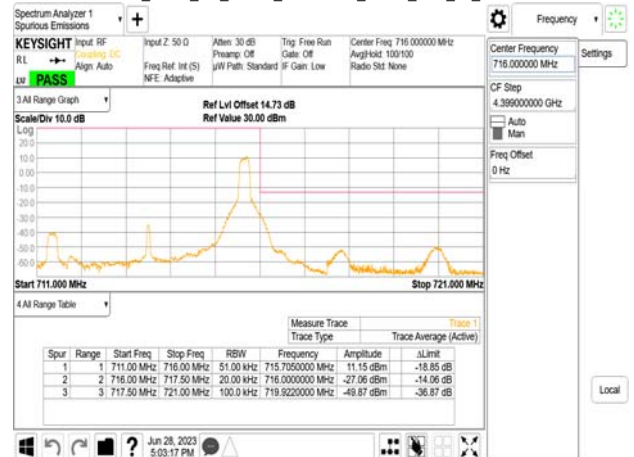 Spectrum Analyzer 1
Spurious Emissions
Frequency
KEYSIGHT Input: RF Input Z: 50 Ω Atten: 30 dB Trig: Free Run Center Freq: 716.000000 MHz
RL Coupling: DC Preamp: Off Gate: Off Avg|Hold: 100/100
Align: Auto Freq Ref: Int (S) µW Path: Standard IF Gain: Low Radio Std: None
LW PASS NFE: Adaptive
Center Frequency
716.000000 MHz
Settings
CF Step
4.399000000 GHz
Auto
Man
Freq Offset
0 Hz
3 All Range Graph
Ref Lvl Offset 14.73 dB
Scale/Div 10.0 dB Ref Value 30.00 dBm
Log
20.0
10.0
0.00
-10.0
-20.0
-30.0
-40.0
-50.0
-60.0
Start 711.000 MHz Stop 721.000 MHz
4 All Range Table
Measure Trace Trace 1
Trace Type Trace Average (Active)
Spur Range Start Freq Stop Freq RBW Frequency Amplitude ΔLimit
1 1 711.00 MHz 716.00 MHz 51.00 kHz 715.7050000 MHz 11.15 dBm -18.85 dB
2 2 716.00 MHz 717.50 MHz 20.00 kHz 716.0000000 MHz -27.06 dBm -14.06 dB
3 3 717.50 MHz 721.00 MHz 100.0 kHz 719.9220000 MHz -49.87 dBm -36.87 dB
Local
? Jun 28, 2023
5:03:17 PM